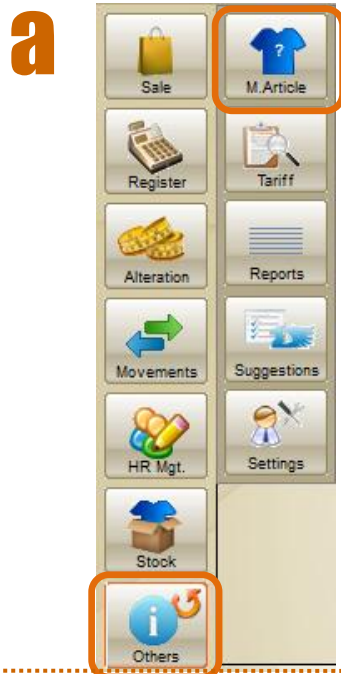 a
Sale
M.Article
?
Register
Tariff
Alteration
Reports
Movements
Suggestions
HR Mgt.
Settings
Stock
i
Others